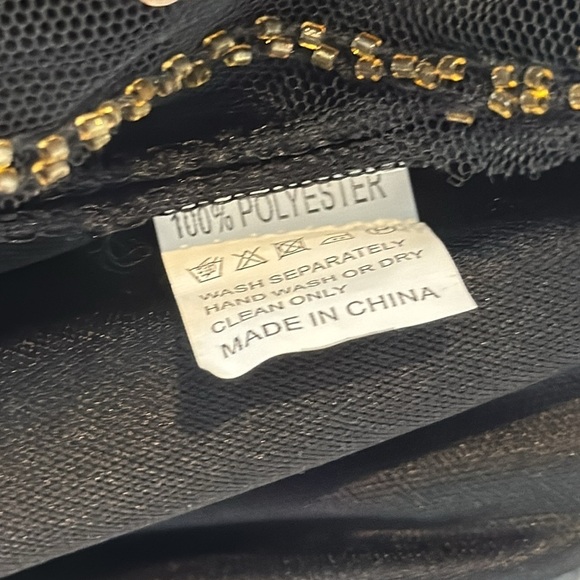 100% POLYESTER
WASH SEPARATELY
HAND WASH OR DRY
CLEAN ONLY
MADE IN CHINA